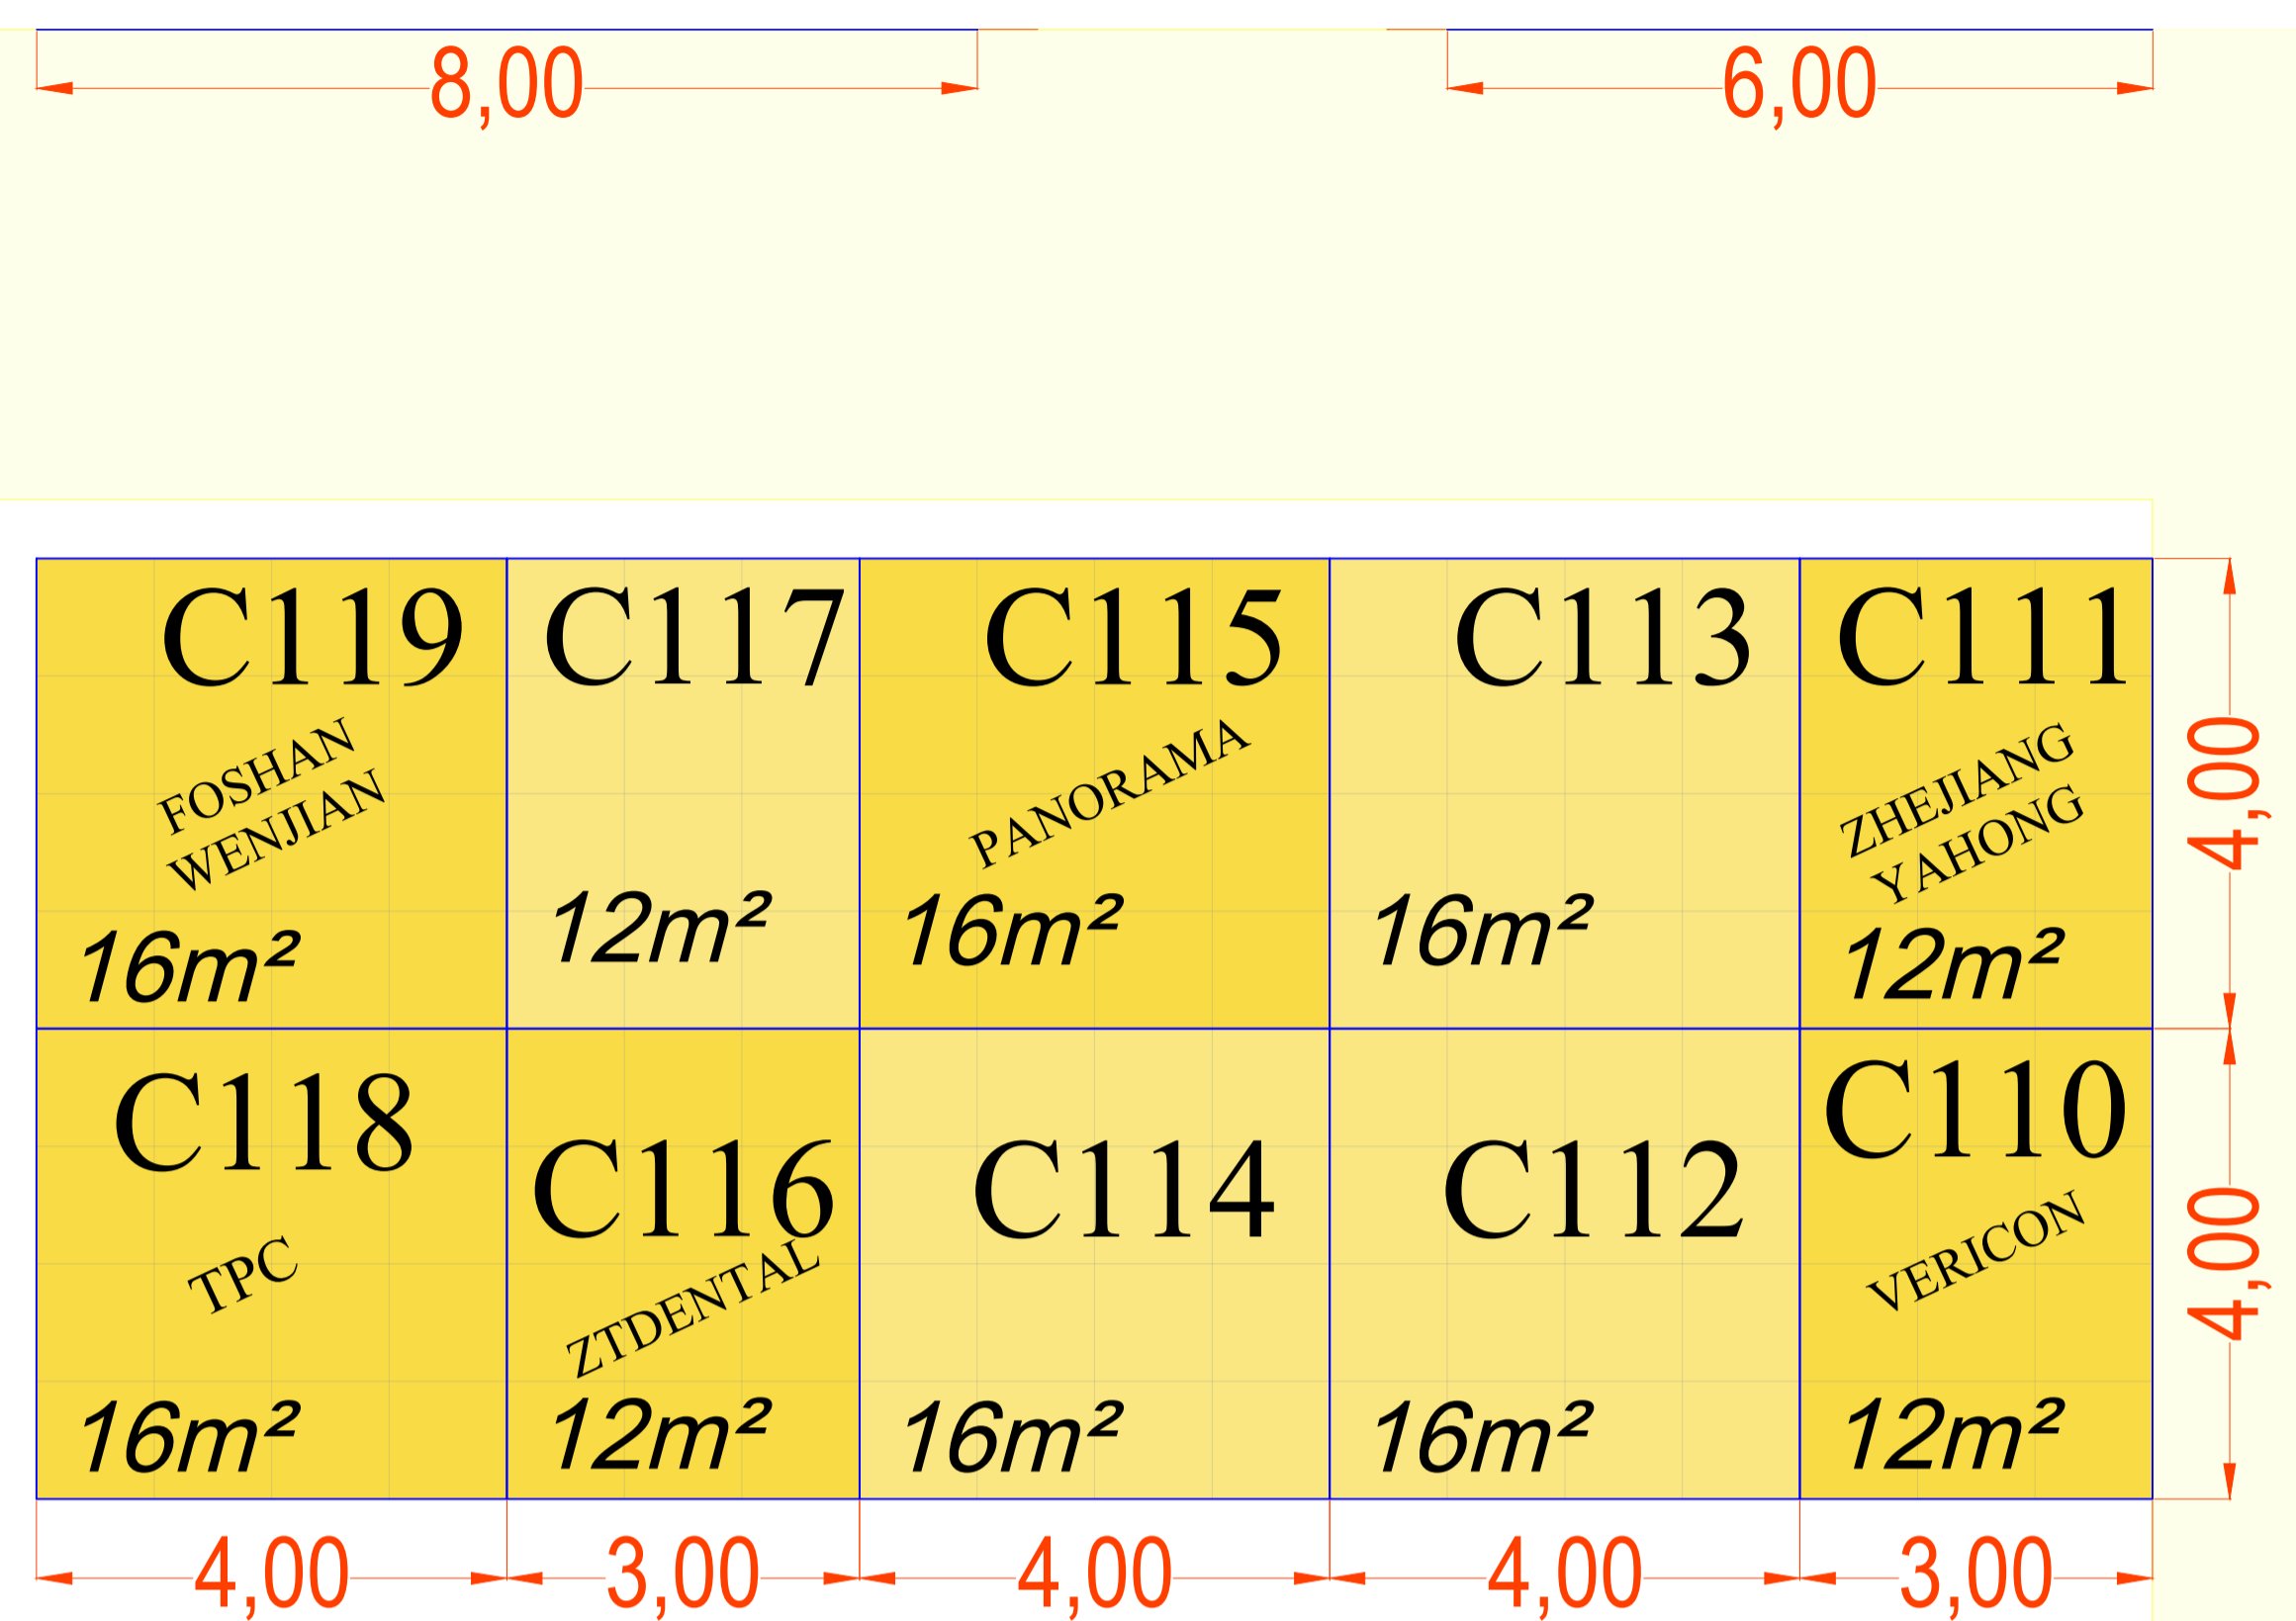 8,00
6,00
C119
C117
C115
C113
C111
FOSHAN
WENJIAN
PANORAMA
ZHEJIANG
YAHONG
4,00
16m²
12m²
16m²
16m²
12m²
C118
C116
C114
C112
C110
TPC
ZTDENTAL
VERICON
4,00
16m²
12m²
16m²
16m²
12m²
4,00
3,00
4,00
4,00
3,00